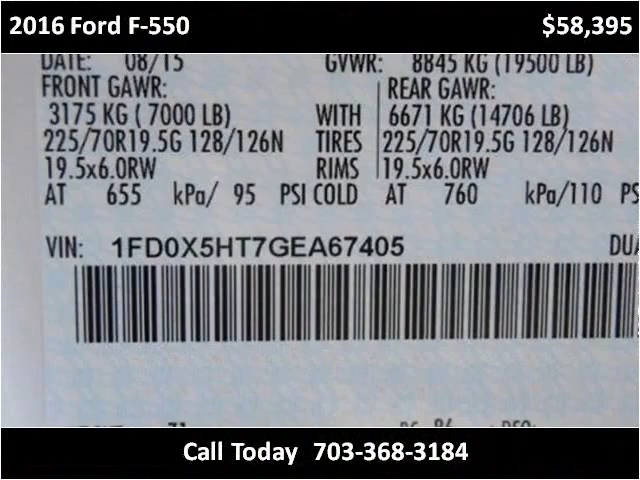 2016 Ford F-550 $58,395
DATE: 08/15 GVWR: 8845 KG (19500 LB)
FRONT GAWR: REAR GAWR:
3175 KG ( 7000 LB) WITH 6671 KG (14706 LB)
225/70R19.5G 128/126N TIRES 225/70R19.5G 128/126N
19.5x6.0RW RIMS 19.5x6.0RW
AT 655 kPa/ 95 PSI COLD AT 760 kPa/110 PS
VIN: 1FD0X5HT7GEA67405 DUA
Call Today 703-368-3184